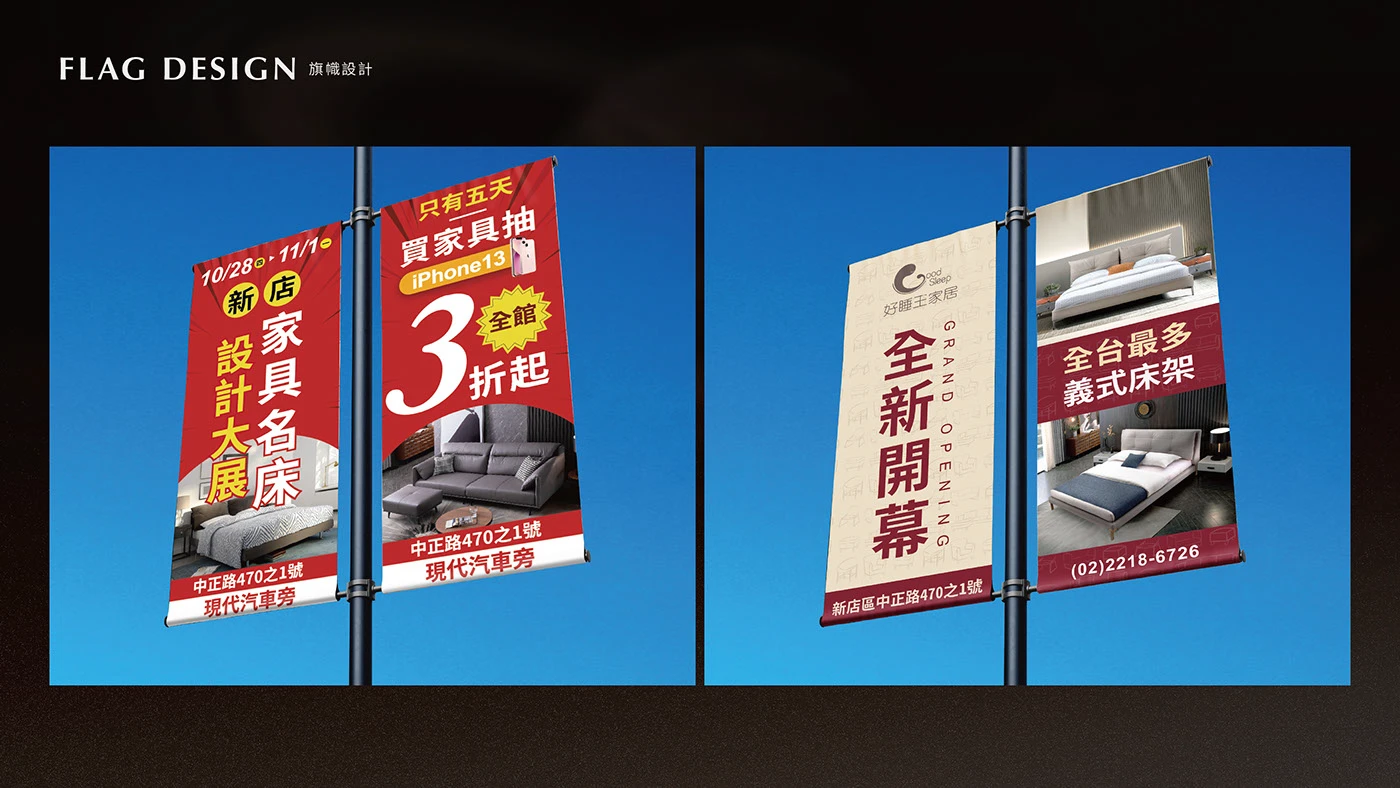 FLAG DESIGN 旗幟設計
10/28四▸11/1一
新店
家具名床
設計大展
中正路470之1號
現代汽車旁
只有五天
買家具抽
iPhone13
全館
3折起
中正路470之1號
現代汽車旁
Good Sleep
好睡王家居
全新開幕
GRAND OPENING
新店區中正路470之1號
全台最多
義式床架
(02)2218-6726